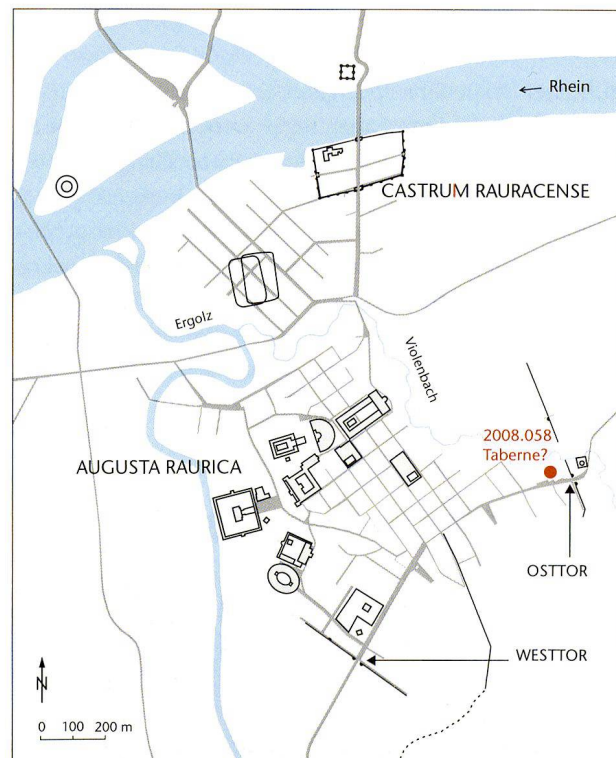 ← Rhein
CASTRUM RAURACENSE
Ergolz
Violenbach
2008.058
Taberne?
AUGUSTA RAURICA
OSTTOR
WESTTOR
N
0 100 200 m